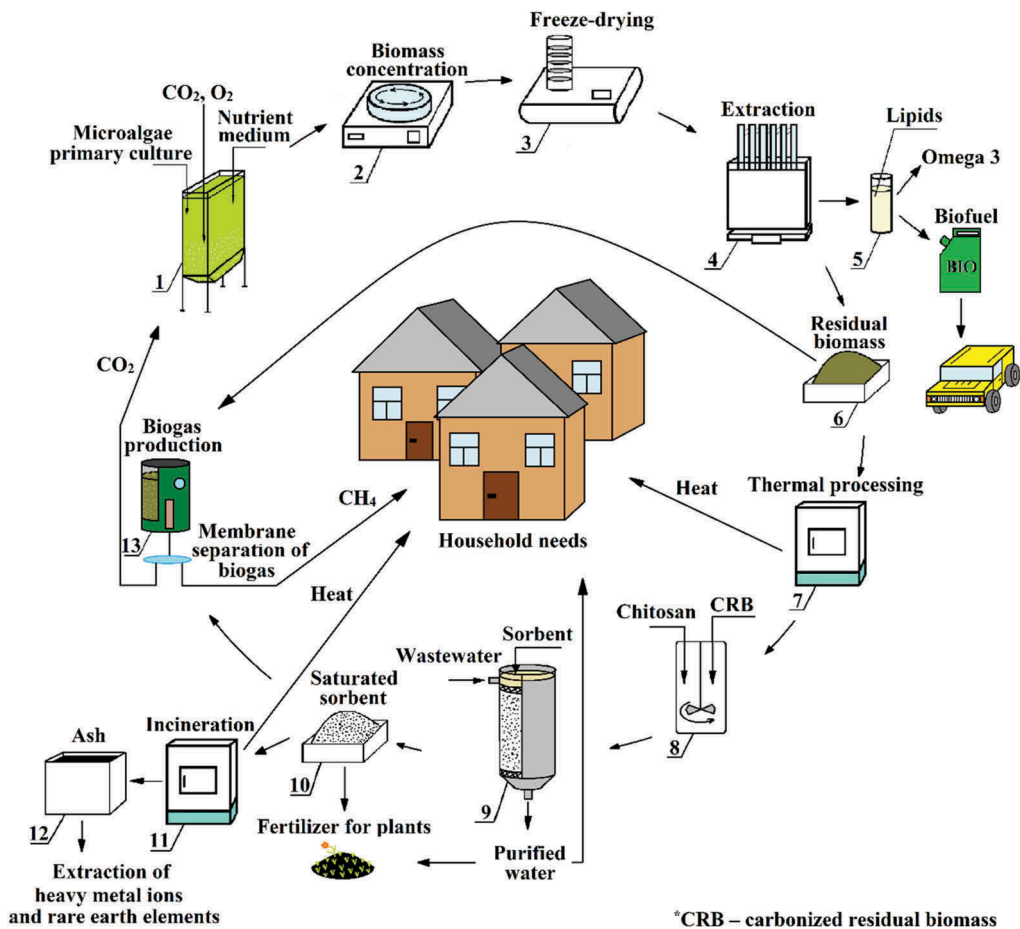 Freeze-drying
3
Biomass
concentration
2
CO₂, O₂
Nutrient
medium
Microalgae
primary culture
1
Extraction
4
Lipids
5
Omega 3
Biofuel
BIO
Residual
biomass
6
CO₂
Biogas
production
13
Membrane
separation of
biogas
CH₄
Household needs
Heat
Thermal processing
7
Heat
Chitosan
CRB
8
Sorbent
Wastewater
9
Purified
water
Saturated
sorbent
10
Fertilizer for plants
Incineration
11
Ash
12
Extraction of
heavy metal ions
and rare earth elements
*CRB – carbonized residual biomass